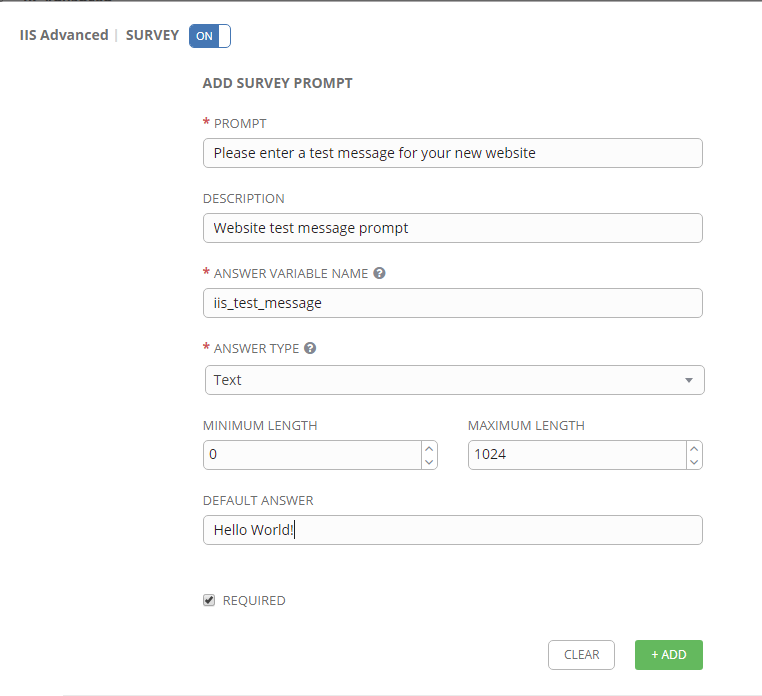 IIS Advanced | SURVEY ON
ADD SURVEY PROMPT
* PROMPT
Please enter a test message for your new website
DESCRIPTION
Website test message prompt
* ANSWER VARIABLE NAME ?
iis_test_message
* ANSWER TYPE ?
Text
MINIMUM LENGTH MAXIMUM LENGTH
0 1024
DEFAULT ANSWER
Hello World!
REQUIRED
CLEAR + ADD